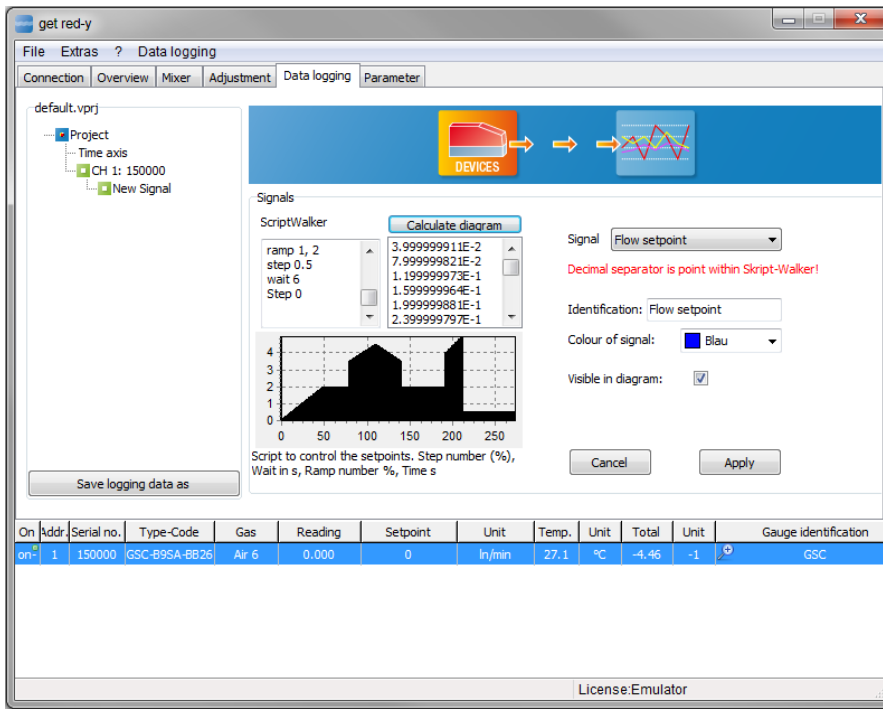 get red-y
File Extras ? Data logging
Connection Overview Mixer Adjustment Data logging Parameter
default.vprj
Project
Time axis
CH 1: 150000
New Signal
Save logging data as
DEVICES
Signals
ScriptWalker
Calculate diagram
ramp 1, 2
step 0.5
wait 6
Step 0
3.999999911E-2
7.999999821E-2
1.199999973E-1
1.599999964E-1
1.999999881E-1
2.399999797E-1
4
3
2
1
0
0 50 100 150 200 250
Script to control the setpoints. Step number (%),
Wait in s, Ramp number %, Time s
Signal Flow setpoint
Decimal separator is point within Skript-Walker!
Identification: Flow setpoint
Colour of signal: Blau
Visible in diagram:
Cancel Apply
On Addr. Serial no. Type-Code Gas Reading Setpoint Unit Temp. Unit Total Unit Gauge identification
on- 1 150000 GSC-B9SA-BB26 Air 6 0.000 0 ln/min 27.1 °C -4.46 -1 GSC
License:Emulator